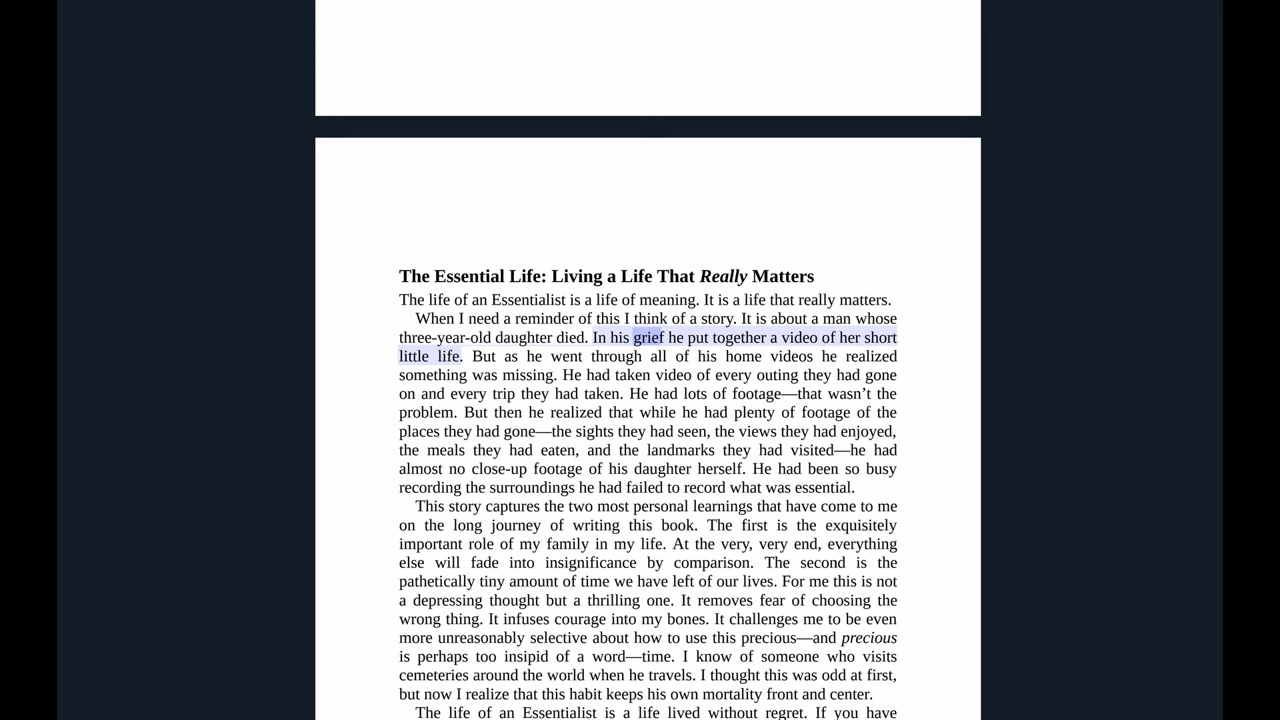 The Essential Life: Living a Life That Really Matters
The life of an Essentialist is a life of meaning. It is a life that really matters.
When I need a reminder of this I think of a story. It is about a man whose
three-year-old daughter died. In his grief he put together a video of her short
little life. But as he went through all of his home videos he realized
something was missing. He had taken video of every outing they had gone
on and every trip they had taken. He had lots of footage—that wasn’t the
problem. But then he realized that while he had plenty of footage of the
places they had gone—the sights they had seen, the views they had enjoyed,
the meals they had eaten, and the landmarks they had visited—he had
almost no close-up footage of his daughter herself. He had been so busy
recording the surroundings he had failed to record what was essential.
This story captures the two most personal learnings that have come to me
on the long journey of writing this book. The first is the exquisitely
important role of my family in my life. At the very, very end, everything
else will fade into insignificance by comparison. The second is the
pathetically tiny amount of time we have left of our lives. For me this is not
a depressing thought but a thrilling one. It removes fear of choosing the
wrong thing. It infuses courage into my bones. It challenges me to be even
more unreasonably selective about how to use this precious—and precious
is perhaps too insipid of a word—time. I know of someone who visits
cemeteries around the world when he travels. I thought this was odd at first,
but now I realize that this habit keeps his own mortality front and center.
The life of an Essentialist is a life lived without regret. If you have